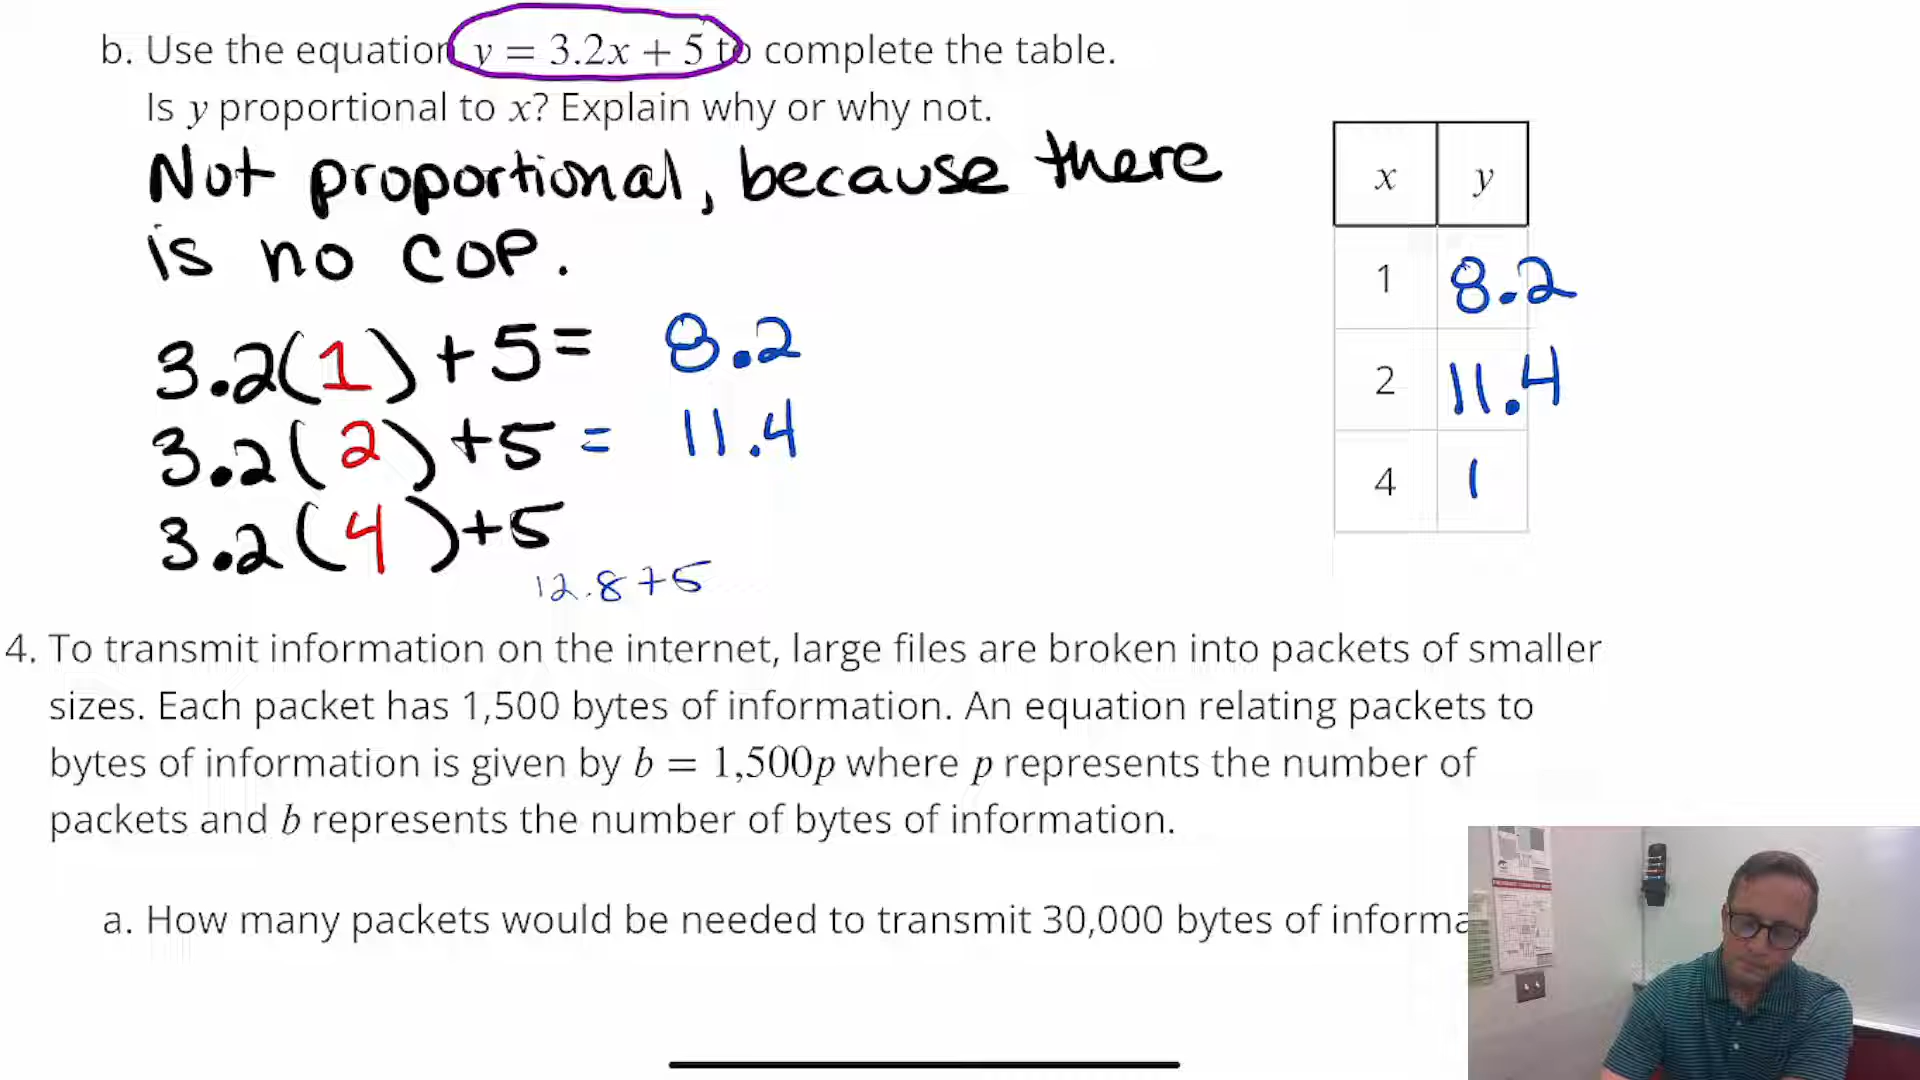 b. Use the equation y = 3.2x + 5 to complete the table.
Is y proportional to x? Explain why or why not.
Not proportional, because there
is no COP.
x y
1 8.2
2 11.4
4 1
3.2(1)+5= 8.2
3.2(2)+5= 11.4
3.2(4)+5
12.8+5
4. To transmit information on the internet, large files are broken into packets of smaller
sizes. Each packet has 1,500 bytes of information. An equation relating packets to
bytes of information is given by b = 1,500p where p represents the number of
packets and b represents the number of bytes of information.
a. How many packets would be needed to transmit 30,000 bytes of informa